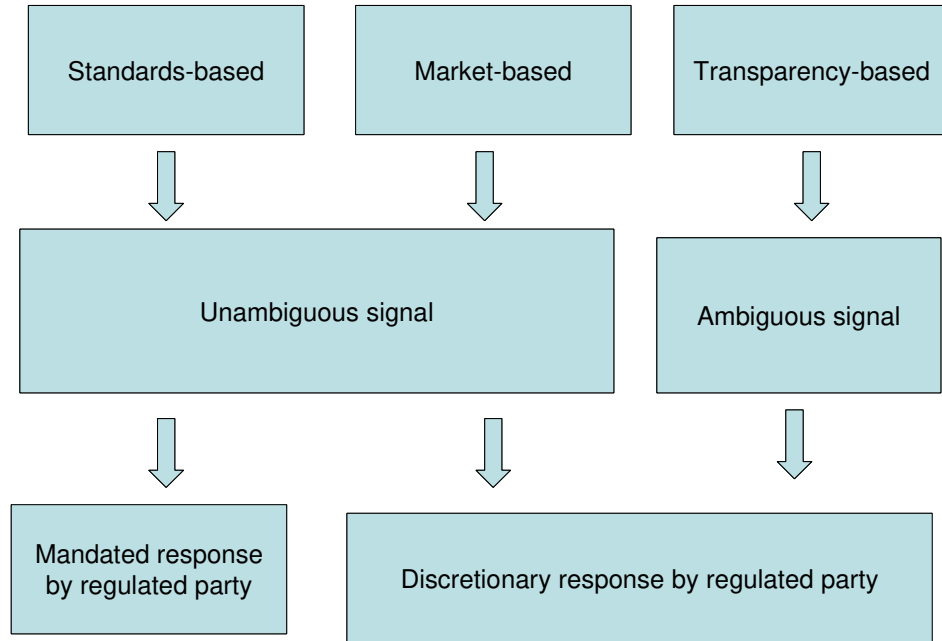 Standards-based
Market-based
Transparency-based
Unambiguous signal
Ambiguous signal
Mandated response
by regulated party
Discretionary response by regulated party